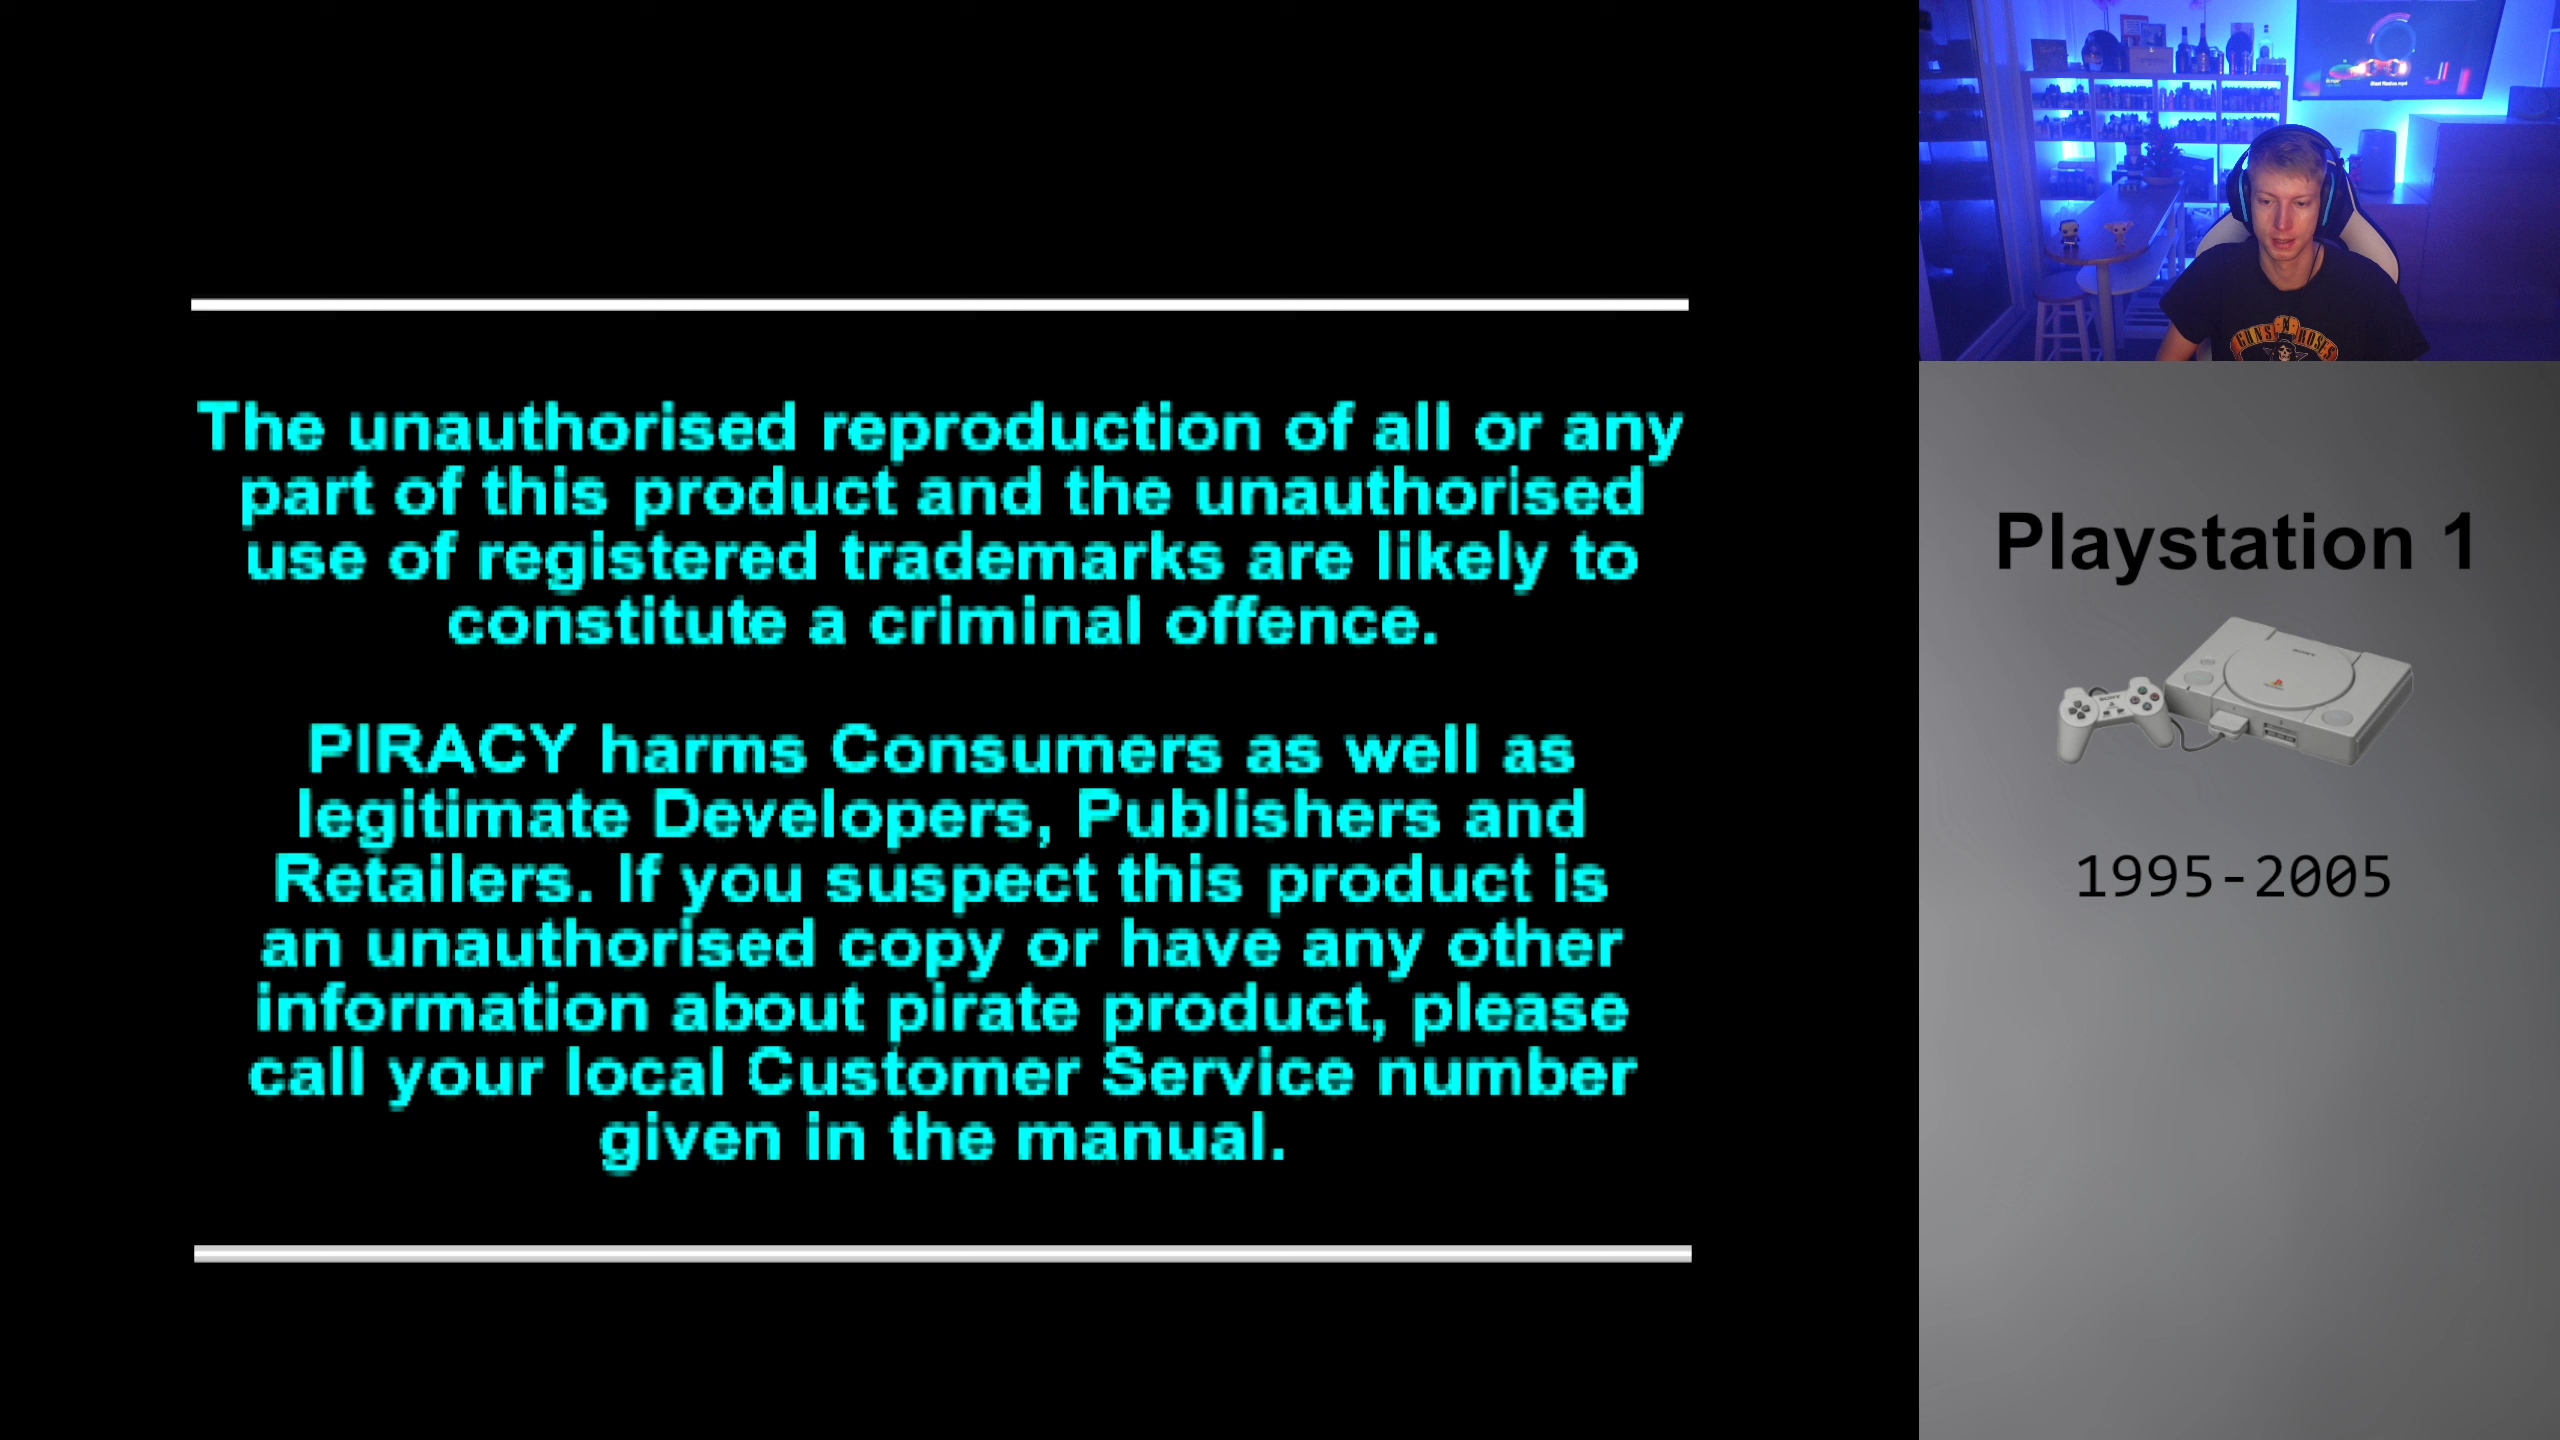 The unauthorised reproduction of all or any
part of this product and the unauthorised
use of registered trademarks are likely to
constitute a criminal offence.
PIRACY harms Consumers as well as
legitimate Developers, Publishers and
Retailers. If you suspect this product is
an unauthorised copy or have any other
information about pirate product, please
call your local Customer Service number
given in the manual.
GUNS N ROSES
Playstation 1
SONY
1995-2005